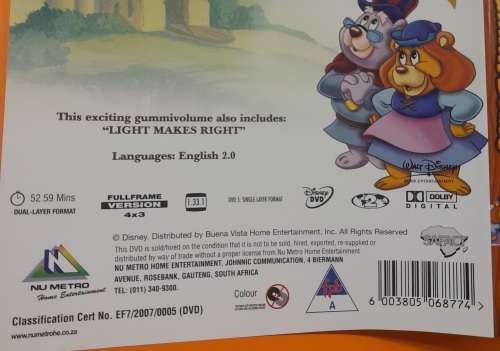 This exciting gummivolume also includes:
"LIGHT MAKES RIGHT"
Languages: English 2.0
52.59 Mins
DUAL-LAYER FORMAT
FULLFRAME
VERSION
4x3
1.33:1
DVD 5: SINGLE LAYER FORMAT
Disney
DVD
2
WALT DISNEY
HOME ENTERTAINMENT
DOLBY
DIGITAL
© Disney. Distributed by Buena Vista Home Entertainment, Inc. All Rights Reserved
This DVD is sold/hired on the condition that it is not to be sold, hired, exported, re-supplied or
distributed by way of trade without a proper license from Nu Metro Home Entertainment
NU METRO HOME ENTERTAINMENT, JOHNNIC COMMUNICATION, 4 BIERMANN
AVENUE, ROSEBANK, GAUTENG, SOUTH AFRICA
TEL: (011) 340-9300.
NU METRO
Home Entertainment
www.numetrohe.co.za
Colour
A
6 003805 068774 >
Classification Cert No. EF7/2007/0005 (DVD)